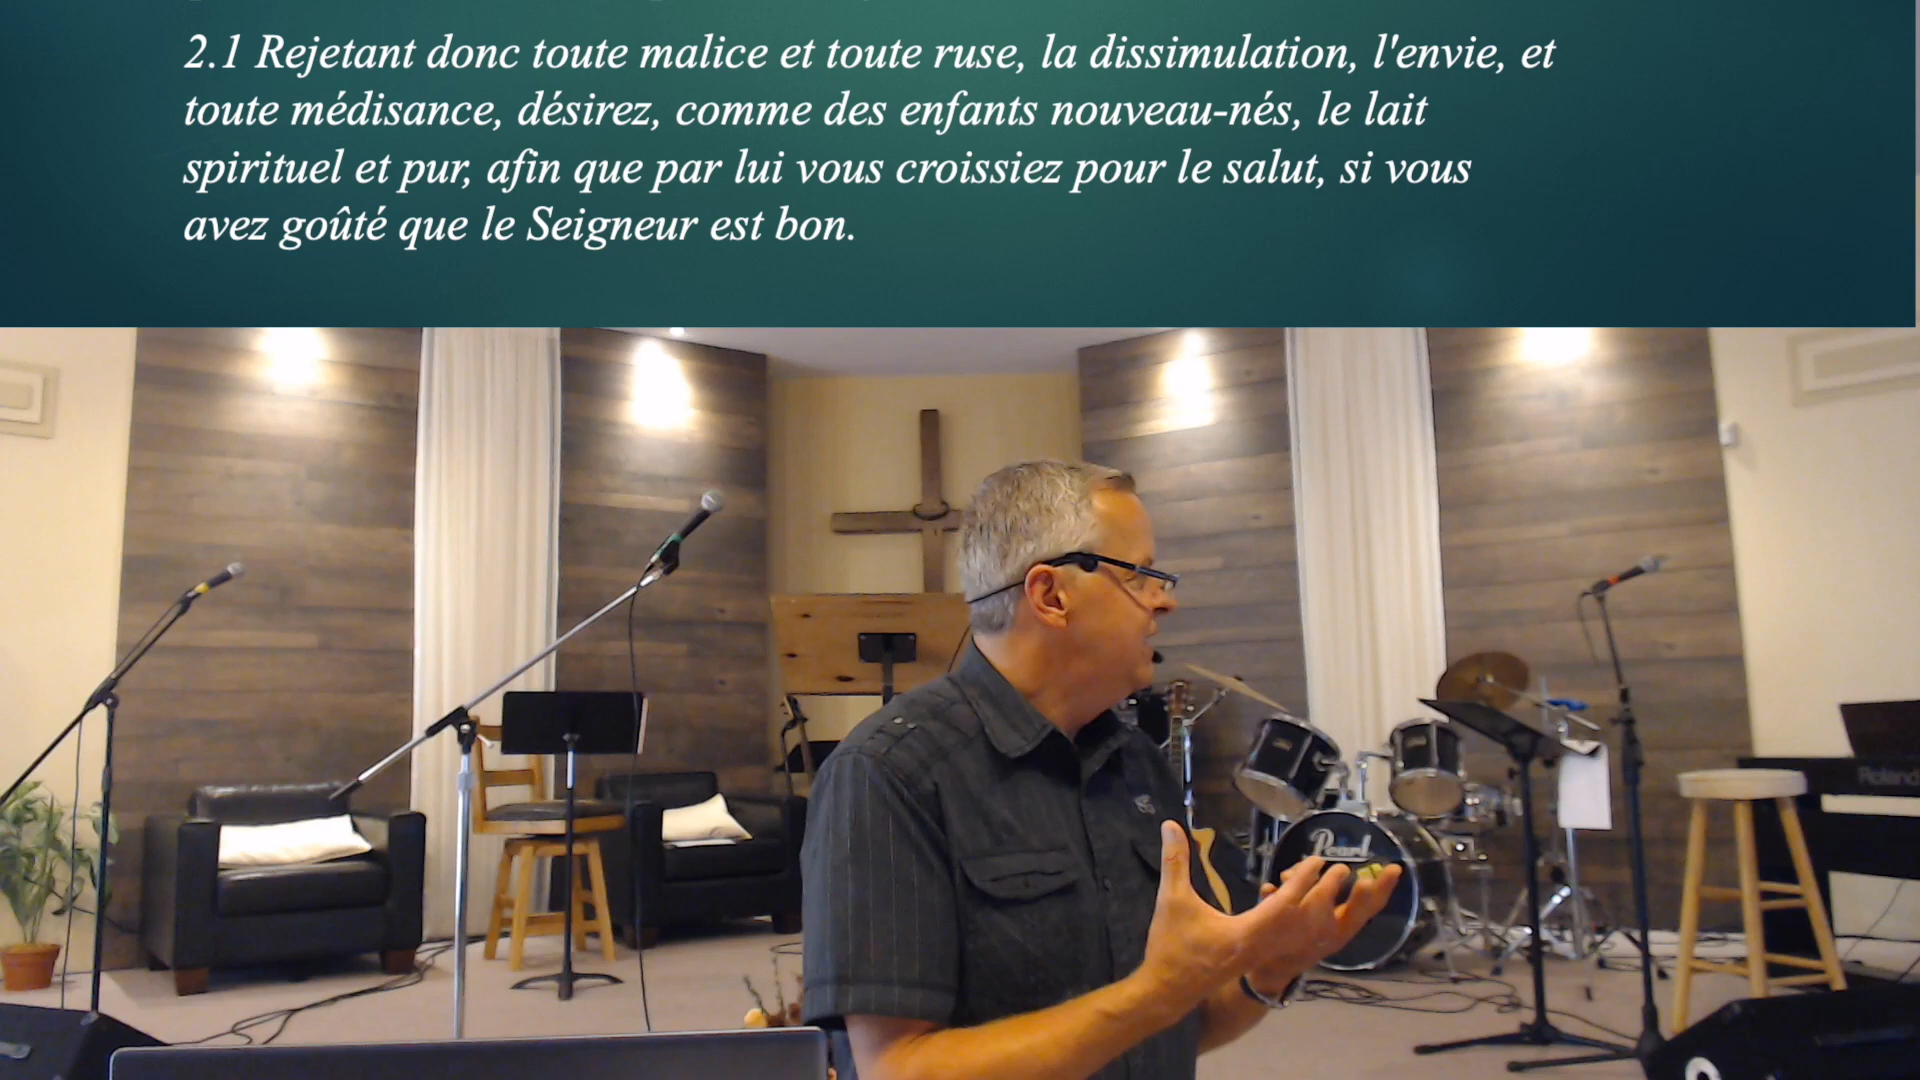 2.1 Rejetant donc toute malice et toute ruse, la dissimulation, l'envie, et
toute médisance, désirez, comme des enfants nouveau-nés, le lait
spirituel et pur, afin que par lui vous croissiez pour le salut, si vous
avez goûté que le Seigneur est bon.
Roland
Pearl